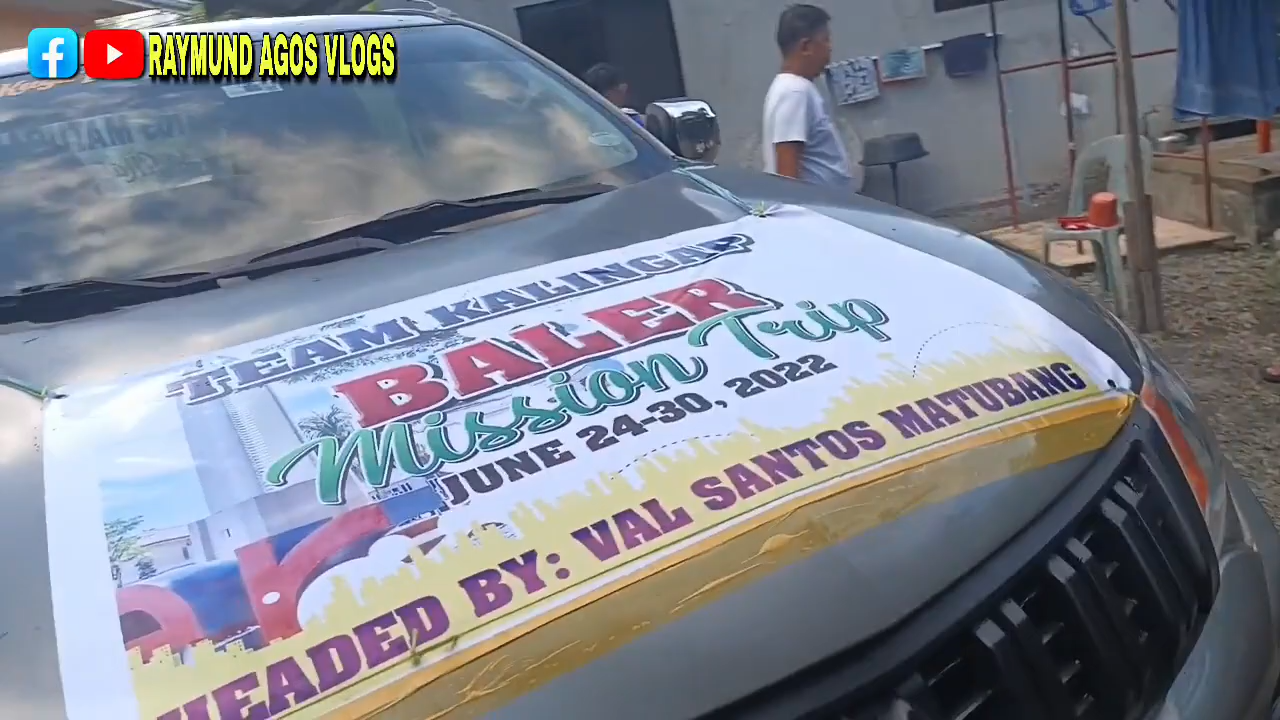 RAYMUND AGOS VLOGS
TEAM KALINGAP
BALER
Mission Trip
JUNE 24-30, 2022
HEADED BY: VAL SANTOS MATUBANG